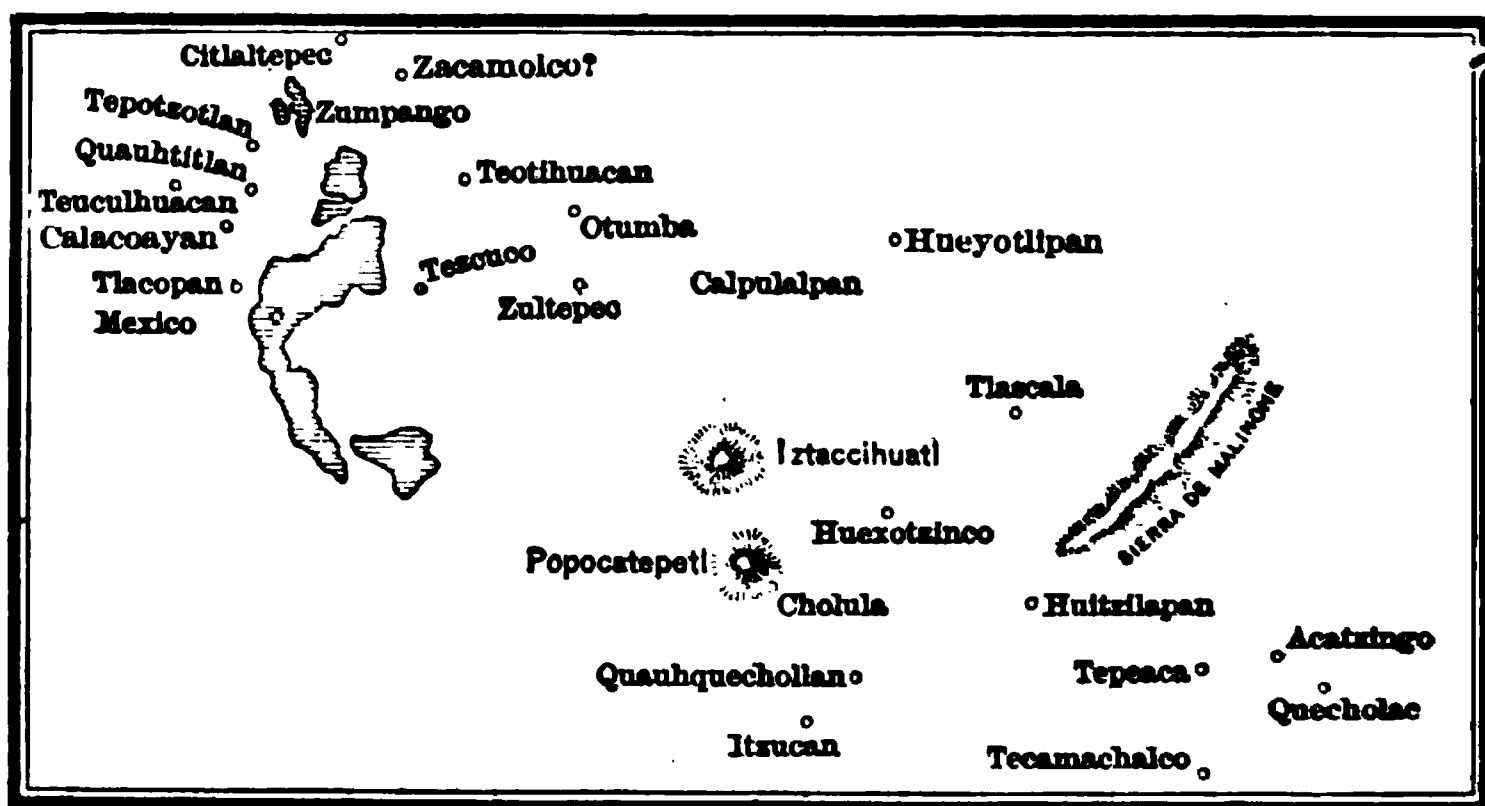 Citlaltepec
Zacamolco?
Tepotzotlan
Zumpango
Quauhtitlan
Teotihuacan
Teuculhuacan
Otumba
Calacoayan
Hueyotlipan
Tezcuco
Tlacopan
Calpulalpan
Zultepec
Mexico
Tlascala
Iztaccihuatl
SIERRA DE MALINCHE
Huexotzinco
Popocatepetl
Cholula
Huitzilapan
Acatzingo
Quauhquechollan
Tepeaca
Quecholac
Itzucan
Tecamachalco